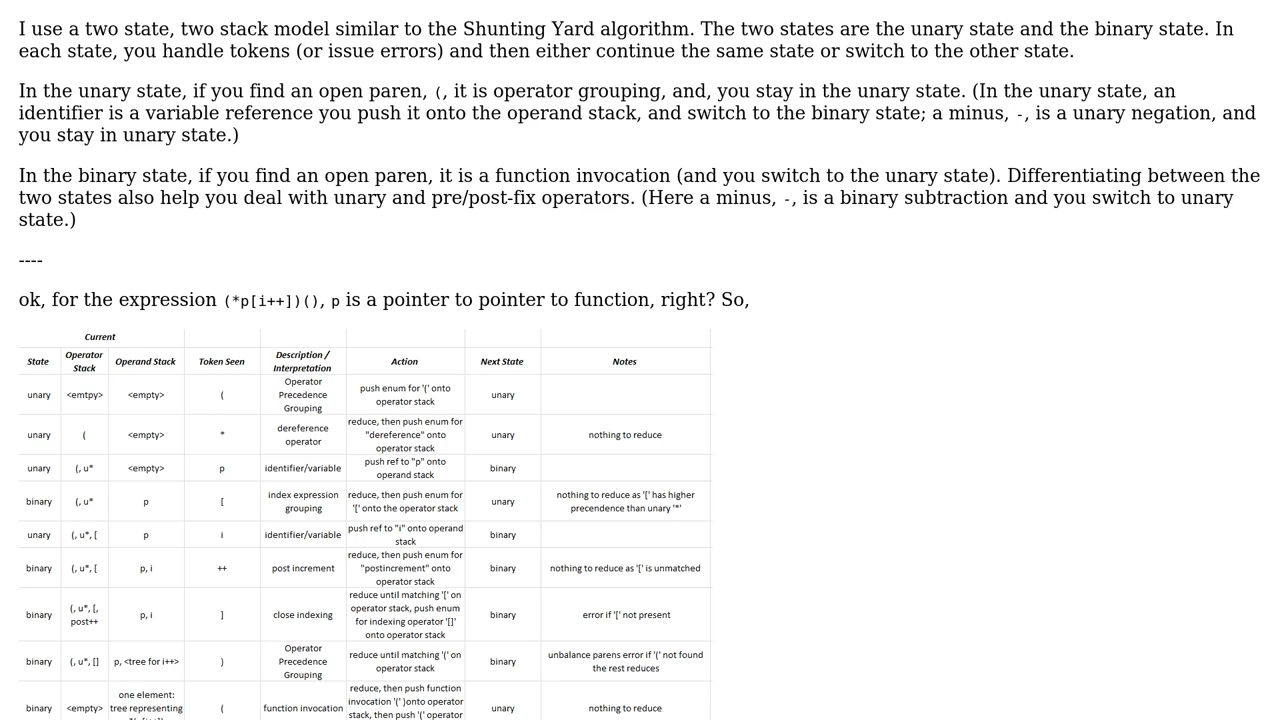 I use a two state, two stack model similar to the Shunting Yard algorithm. The two states are the unary state and the binary state. In
each state, you handle tokens (or issue errors) and then either continue the same state or switch to the other state.
In the unary state, if you find an open paren, (, it is operator grouping, and, you stay in the unary state. (In the unary state, an
identifier is a variable reference you push it onto the operand stack, and switch to the binary state; a minus, -, is a unary negation, and
you stay in unary state.)
In the binary state, if you find an open paren, it is a function invocation (and you switch to the unary state). Differentiating between the
two states also help you deal with unary and pre/post-fix operators. (Here a minus, -, is a binary subtraction and you switch to unary
state.)
----
ok, for the expression (*p[i++])(), p is a pointer to pointer to function, right? So,
Current
State Operator Stack Operand Stack Token Seen Description / Interpretation Action Next State Notes
unary <emtpy> <empty> ( Operator Precedence Grouping push enum for '(' onto operator stack unary
unary ( <empty> * dereference operator reduce, then push enum for "dereference" onto operator stack unary nothing to reduce
unary (, u* <empty> p identifier/variable push ref to "p" onto operand stack binary
binary (, u* p [ index expression grouping reduce, then push enum for '[' onto the operator stack unary nothing to reduce as '[' has higher precendence than unary '*'
unary (, u*, [ p i identifier/variable push ref to "i" onto operand stack binary
binary (, u*, [ p, i ++ post increment reduce, then push enum for "postincrement" onto operator stack binary nothing to reduce as '[' is unmatched
binary (, u*, [, post++ p, i ] close indexing reduce until matching '[' on operator stack, push enum for indexing operator '[]' onto operator stack binary error if '[' not present
binary (, u*, [] p, <tree for i++> ) Operator Precedence Grouping reduce until matching '(' on operator stack binary unbalance parens error if '(' not found the rest reduces
binary <empty> one element: tree representing ( function invocation reduce, then push function invocation '(' )onto operator stack, then push '(' operator unary nothing to reduce